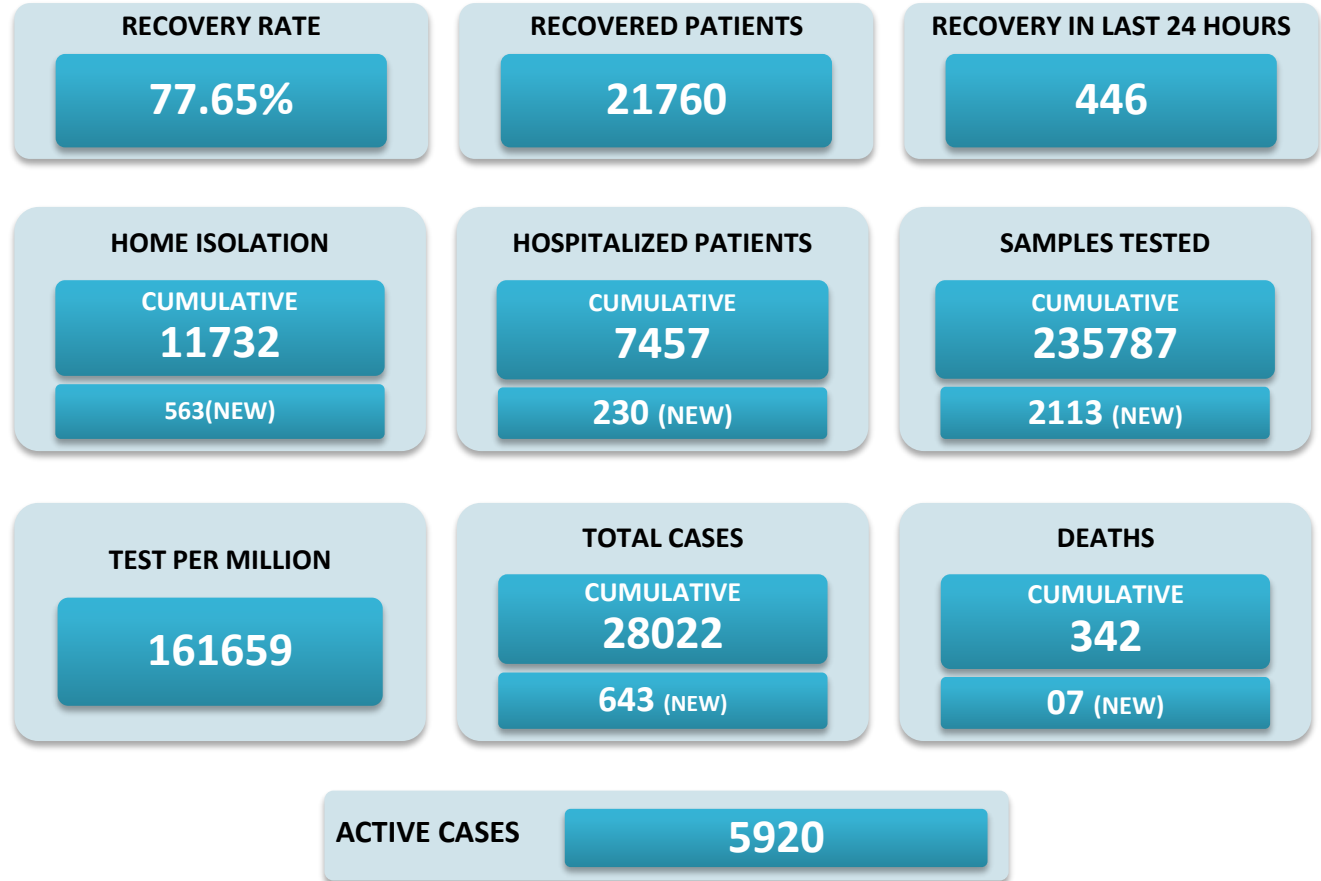 RECOVERY RATE
77.65%
RECOVERED PATIENTS
21760
RECOVERY IN LAST 24 HOURS
446
HOME ISOLATION
CUMULATIVE
11732
563(NEW)
HOSPITALIZED PATIENTS
CUMULATIVE
7457
230 (NEW)
SAMPLES TESTED
CUMULATIVE
235787
2113 (NEW)
TEST PER MILLION
161659
TOTAL CASES
CUMULATIVE
28022
643 (NEW)
DEATHS
CUMULATIVE
342
07 (NEW)
ACTIVE CASES
5920